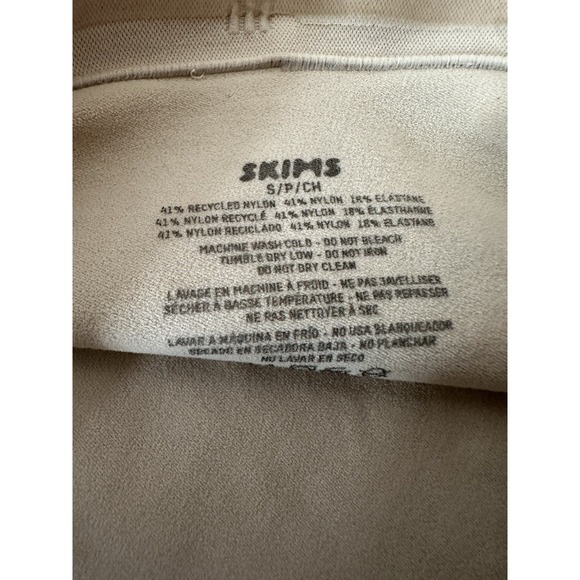 SKIMS
S/P/CH
41% RECYCLED NYLON 41% NYLON 18% ELASTANE
41% NYLON RECYCLÉ 41% NYLON 18% ÉLASTHANNE
41% NYLON RECICLADO 41% NYLON 18% ELASTANE
MACHINE WASH COLD - DO NOT BLEACH
TUMBLE DRY LOW - DO NOT IRON
DO NOT DRY CLEAN
LAVAGE EN MACHINE À FROID - NE PAS JAVELLISER
SÉCHER À BASSE TEMPÉRATURE - NE PAS REPASSER
NE PAS NETTOYER À SEC
LAVAR A MÁQUINA EN FRÍO - NO USA BLANQUEADOR
SECADO EN SECADORA BAJA - NO PLANCHAR
NO LAVAR EN SECO